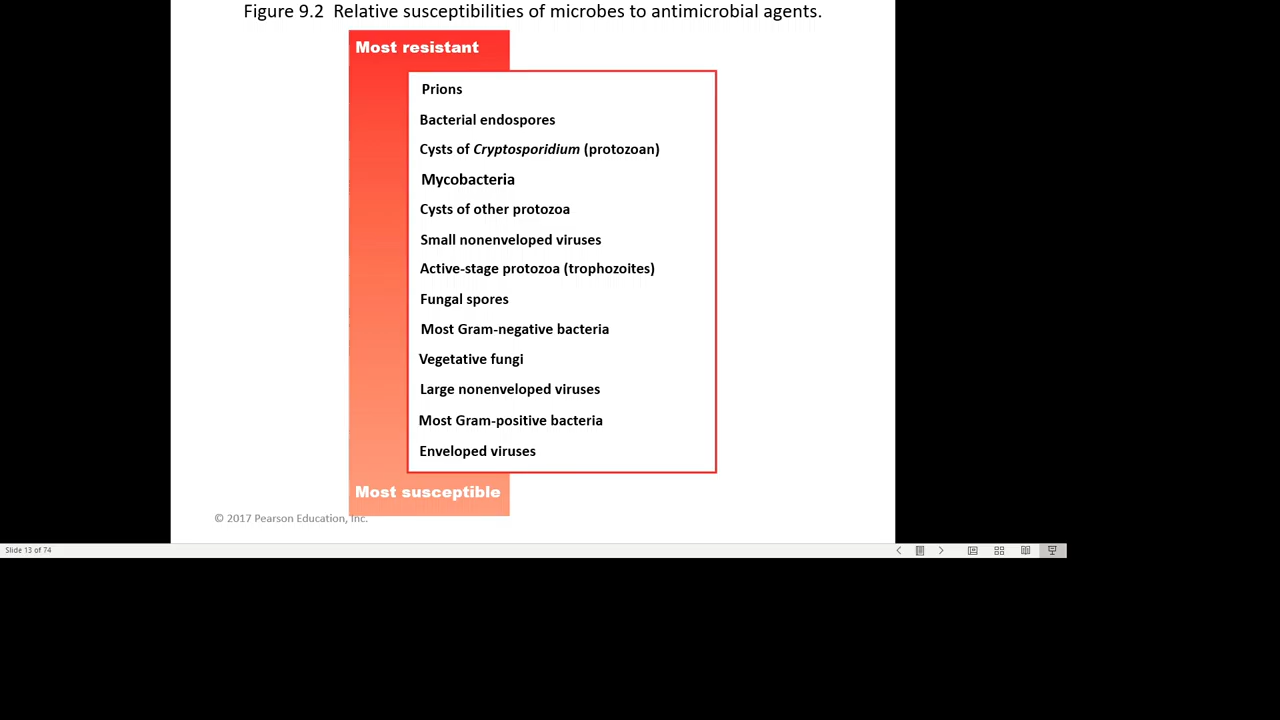 Figure 9.2 Relative susceptibilities of microbes to antimicrobial agents.
Most resistant
Prions
Bacterial endospores
Cysts of Cryptosporidium (protozoan)
Mycobacteria
Cysts of other protozoa
Small nonenveloped viruses
Active-stage protozoa (trophozoites)
Fungal spores
Most Gram-negative bacteria
Vegetative fungi
Large nonenveloped viruses
Most Gram-positive bacteria
Enveloped viruses
Most susceptible
© 2017 Pearson Education, Inc.
Slide 13 of 74